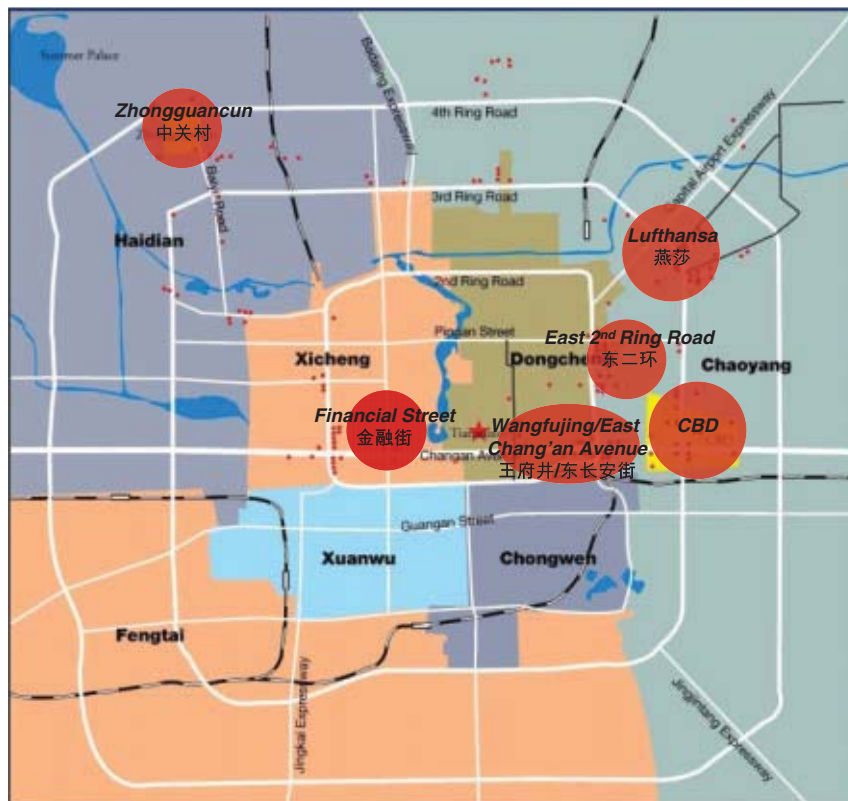 Summer Palace
Badaling Expressway
Zhongguancun
中关村
4th Ring Road
Capital Airport Expressway
Baiyi Road
3rd Ring Road
Haidian
Lufthansa
燕莎
2nd Ring Road
Pingan Street
East 2nd Ring Road
东二环
Xicheng
Dongcheng
Chaoyang
Financial Street
金融街
Wangfujing/East
Chang'an Avenue
王府井/东长安街
CBD
Changan Ave
Guangan Street
Xuanwu
Chongwen
Fengtai
Jingkai Expressway
Jingjintang Expressway